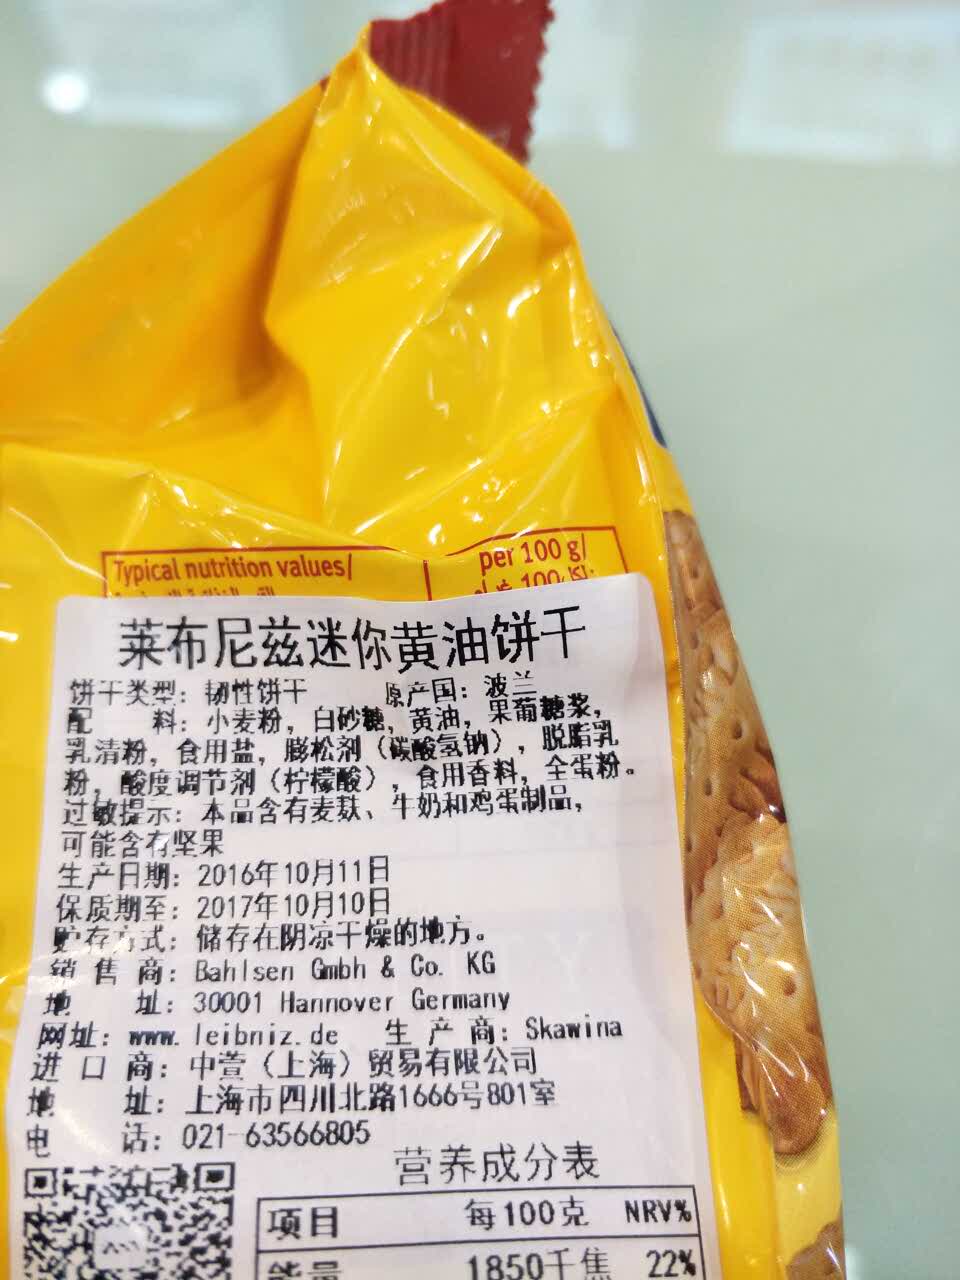 Typical nutrition values/
per 100 g/
莱布尼兹迷你黄油饼干
饼干类型：韧性饼干 原产国：波兰
配 料：小麦粉，白砂糖，黄油，果葡糖浆，
乳清粉，食用盐，膨松剂（碳酸氢钠），脱脂乳
粉，酸度调节剂（柠檬酸），食用香料，全蛋粉。
过敏提示：本品含有麦麸、牛奶和鸡蛋制品，
可能含有坚果
生产日期：2016年10月11日
保质期至：2017年10月10日
贮存方式：储存在阴凉干燥的地方。
销 售 商：Bahlsen Gmbh & Co. KG
地 址：30001 Hannover Germany
网址：www.leibniz.de 生 产 商：Skawina
进 口 商：中萱（上海）贸易有限公司
地 址：上海市四川北路1666号801室
电 话：021-63566805
营养成分表
项目 每100克 NRV%
能量 1850千焦 22%